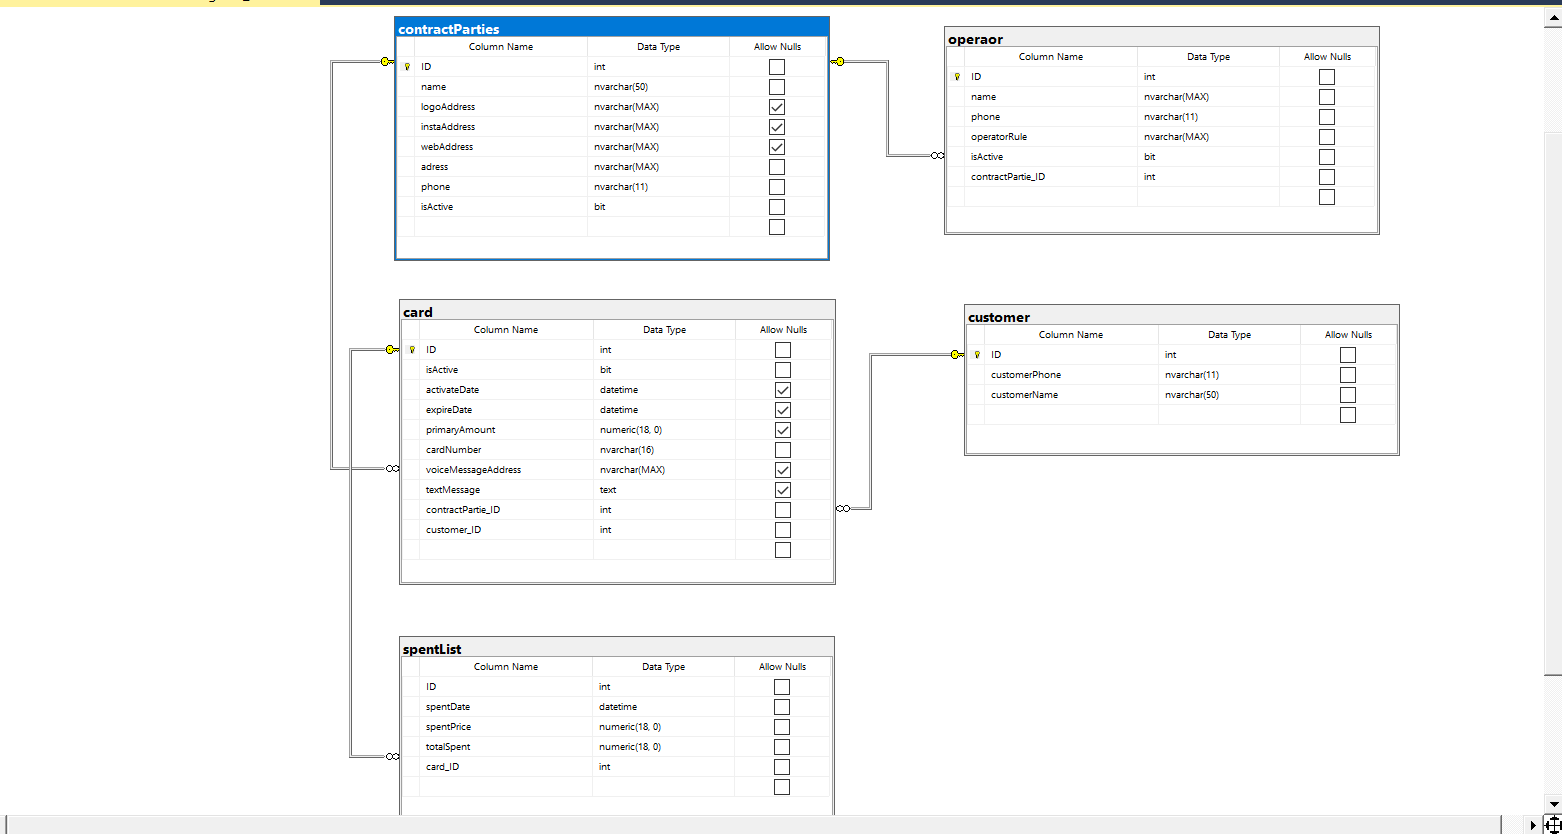 contractParties
Column Name Data Type Allow Nulls
ID int
name nvarchar(50)
logoAddress nvarchar(MAX)
instaAddress nvarchar(MAX)
webAddress nvarchar(MAX)
adress nvarchar(MAX)
phone nvarchar(11)
isActive bit
operaor
Column Name Data Type Allow Nulls
ID int
name nvarchar(MAX)
phone nvarchar(11)
operatorRule nvarchar(MAX)
isActive bit
contractPartie_ID int
card
Column Name Data Type Allow Nulls
ID int
isActive bit
activateDate datetime
expireDate datetime
primaryAmount numeric(18, 0)
cardNumber nvarchar(16)
voiceMessageAddress nvarchar(MAX)
textMessage text
contractPartie_ID int
customer_ID int
customer
Column Name Data Type Allow Nulls
ID int
customerPhone nvarchar(11)
customerName nvarchar(50)
spentList
Column Name Data Type Allow Nulls
ID int
spentDate datetime
spentPrice numeric(18, 0)
totalSpent numeric(18, 0)
card_ID int